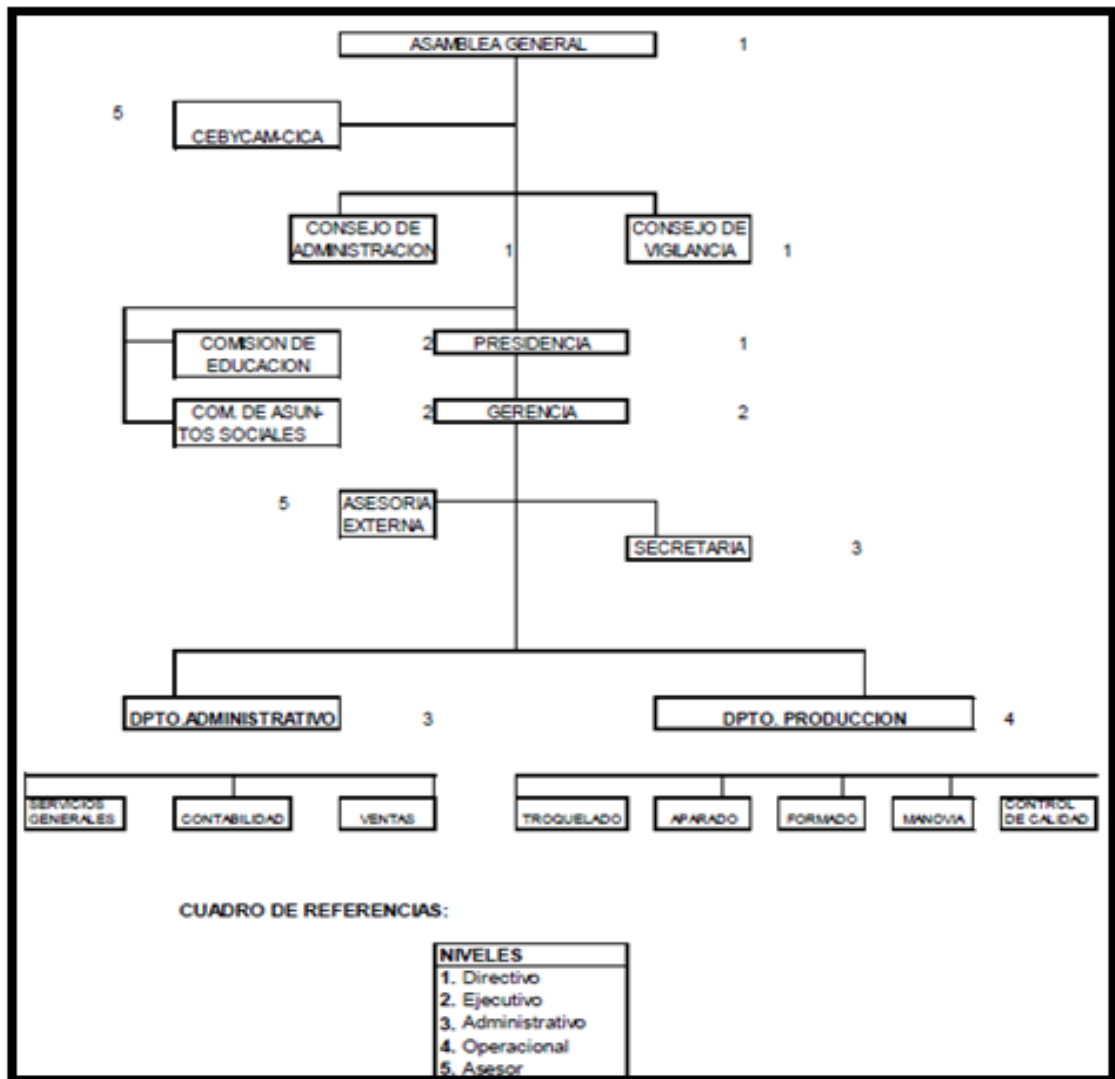 ASAMBLEA GENERAL 1
5
CEBYCAM-CICA
CONSEJO DE
ADMINISTRACION 1
CONSEJO DE
VIGILANCIA 1
COMISION DE
EDUCACION
2 PRESIDENCIA 1
COM. DE ASUN-
TOS SOCIALES
2 GERENCIA 2
5 ASESORIA
EXTERNA
SECRETARIA 3
DPTO.ADMINISTRATIVO 3
DPTO. PRODUCCION 4
SERVICIOS
GENERALES
CONTABILIDAD
VENTAS
TROQUELADO
APARADO
FORMADO
MANOVIA
CONTROL
DE CALIDAD
CUADRO DE REFERENCIAS:
NIVELES
1. Directivo
2. Ejecutivo
3. Administrativo
4. Operacional
5. Asesor